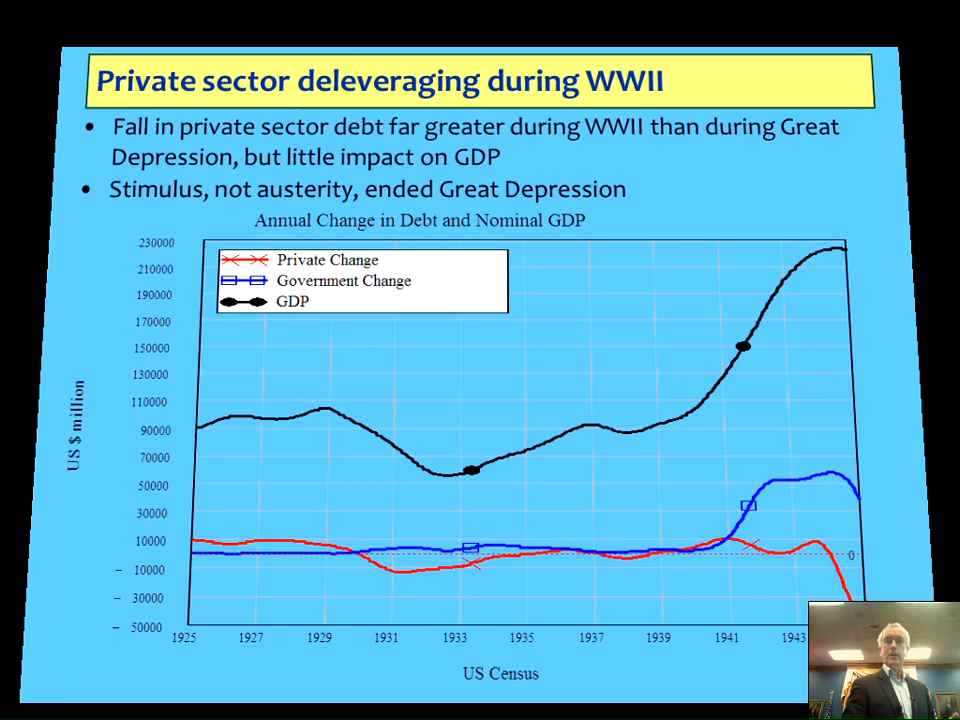 Private sector deleveraging during WWII
• Fall in private sector debt far greater during WWII than during Great
Depression, but little impact on GDP
• Stimulus, not austerity, ended Great Depression
Annual Change in Debt and Nominal GDP
230000
210000
190000
170000
150000
130000
110000
90000
70000
50000
30000
10000
– 10000
– 30000
– 50000
US $ million
Private Change
Government Change
GDP
0
1925 1927 1929 1931 1933 1935 1937 1939 1941 1943
US Census